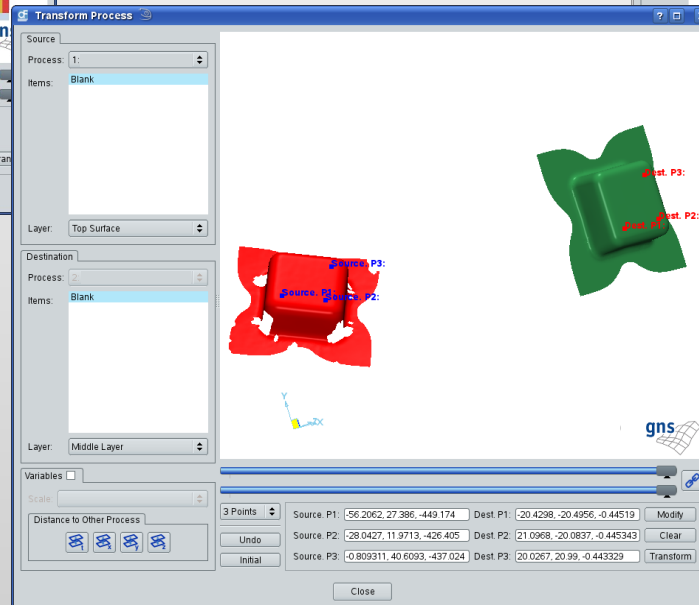 Transform Process
?
Source
Process: 1:
Items: Blank
Layer: Top Surface
Destination
Process: 2:
Items: Blank
Layer: Middle Layer
Variables
Scale:
Distance to Other Process
Dest. P3:
Dest. P2:
Source. P3:
Source. P1:
Source. P2:
Y
ZX
gns
3 Points
Undo
Initial
Source. P1: -56.2062, 27.386, -449.174 Dest. P1: -20.4298, -20.4956, -0.44519 Modify
Source. P2: -28.0427, 11.9713, -426.405 Dest. P2: 21.0968, -20.0837, -0.445343 Clear
Source. P3: -0.809311, 40.6093, -437.024 Dest. P3: 20.0267, 20.99, -0.443329 Transform
Close